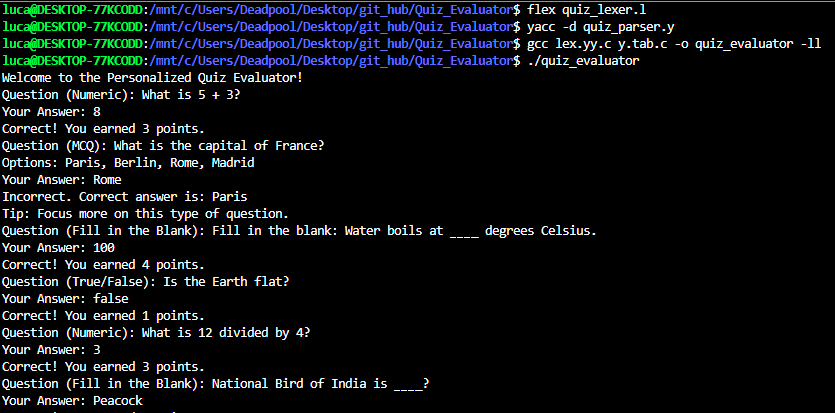 luca@DESKTOP-77KCODD:/mnt/c/Users/Deadpool/Desktop/git_hub/Quiz_Evaluator$ flex quiz_lexer.l
luca@DESKTOP-77KCODD:/mnt/c/Users/Deadpool/Desktop/git_hub/Quiz_Evaluator$ yacc -d quiz_parser.y
luca@DESKTOP-77KCODD:/mnt/c/Users/Deadpool/Desktop/git_hub/Quiz_Evaluator$ gcc lex.yy.c y.tab.c -o quiz_evaluator -ll
luca@DESKTOP-77KCODD:/mnt/c/Users/Deadpool/Desktop/git_hub/Quiz_Evaluator$ ./quiz_evaluator
Welcome to the Personalized Quiz Evaluator!
Question (Numeric): What is 5 + 3?
Your Answer: 8
Correct! You earned 3 points.
Question (MCQ): What is the capital of France?
Options: Paris, Berlin, Rome, Madrid
Your Answer: Rome
Incorrect. Correct answer is: Paris
Tip: Focus more on this type of question.
Question (Fill in the Blank): Fill in the blank: Water boils at ____ degrees Celsius.
Your Answer: 100
Correct! You earned 4 points.
Question (True/False): Is the Earth flat?
Your Answer: false
Correct! You earned 1 points.
Question (Numeric): What is 12 divided by 4?
Your Answer: 3
Correct! You earned 3 points.
Question (Fill in the Blank): National Bird of India is ____?
Your Answer: Peacock